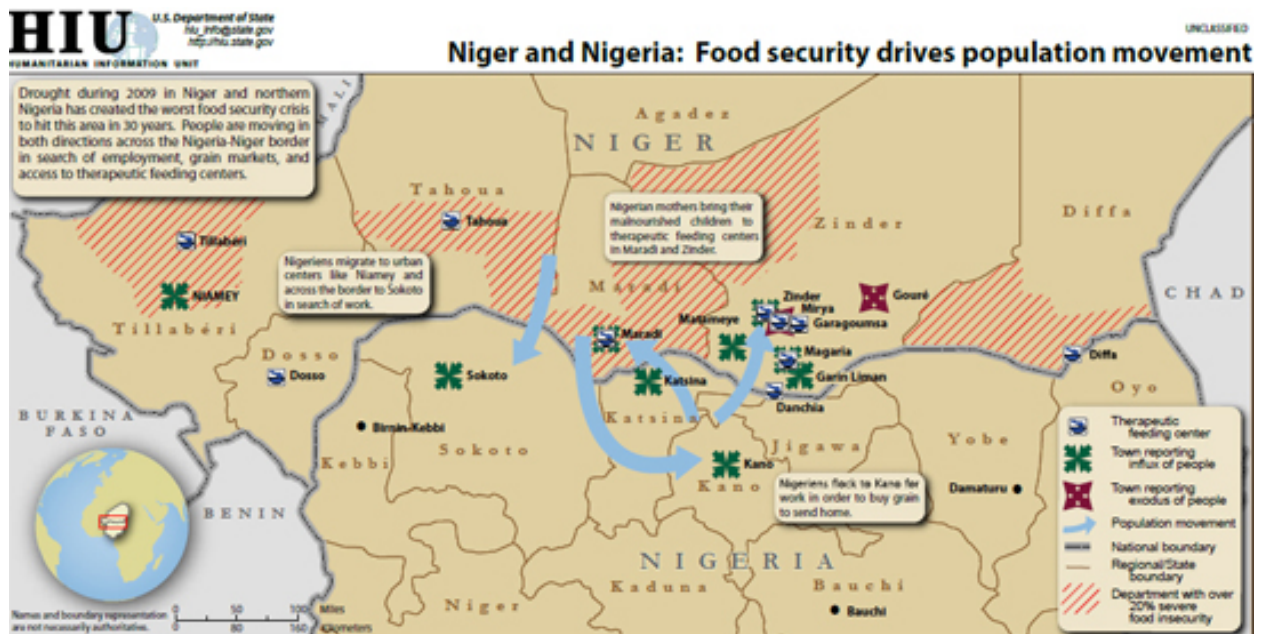 HIU
U.S. Department of State
hiu_info@state.gov
http://hiu.state.gov
HUMANITARIAN INFORMATION UNIT
UNCLASSIFIED
Niger and Nigeria: Food security drives population movement
Drought during 2009 in Niger and northern
Nigeria has created the worst food security crisis
to hit this area in 30 years. People are moving in
both directions across the Nigeria-Niger border
in search of employment, grain markets, and
access to therapeutic feeding centers.
MALI
Agadez
NIGER
Tahoua
Tahoua
Nigerian mothers bring their
malnourished children to
therapeutic feeding centers
in Maradi and Zinder.
Zinder
Diffa
Tillabéri
Nigeriens migrate to urban
centers like Niamey and
across the border to Sokoto
in search of work.
NIAMEY
Maradi
Zinder
Mirya
Gouré
CHAD
Tillabéri
Matameye
Garagoumsa
Maradi
Dosso
Magaria
Diffa
Dosso
Sokoto
Katsina
Garin Liman
Oyo
BURKINA
FASO
Danchia
Katsina
Birnin-Kebbi
Jigawa
Yobe
Kebbi
Sokoto
Kano
Kano
Nigeriens flock to Kano for
work in order to buy grain
to send home.
Damaturu
BENIN
NIGERIA
Kaduna
Bauchi
Niger
Bauchi
Therapeutic
feeding center
Town reporting
influx of people
Town reporting
exodus of people
Population movement
National boundary
Regional/State
boundary
Department with over
20% severe
food insecurity
Names and boundary representation
are not necessarily authoritative.
0 50 100 Miles
0 80 160 Kilometers